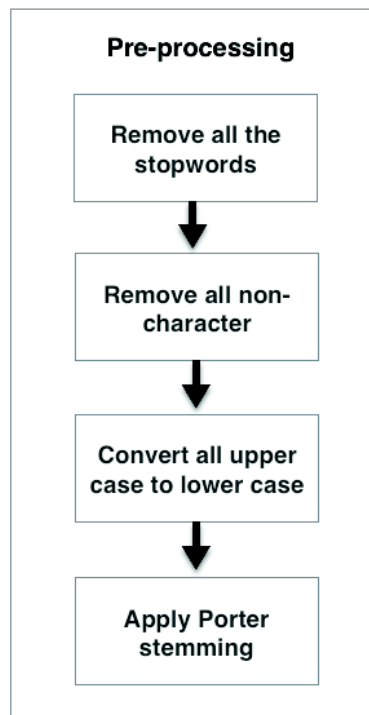 Pre-processing
Remove all the
stopwords
Remove all non-
character
Convert all upper
case to lower case
Apply Porter
stemming